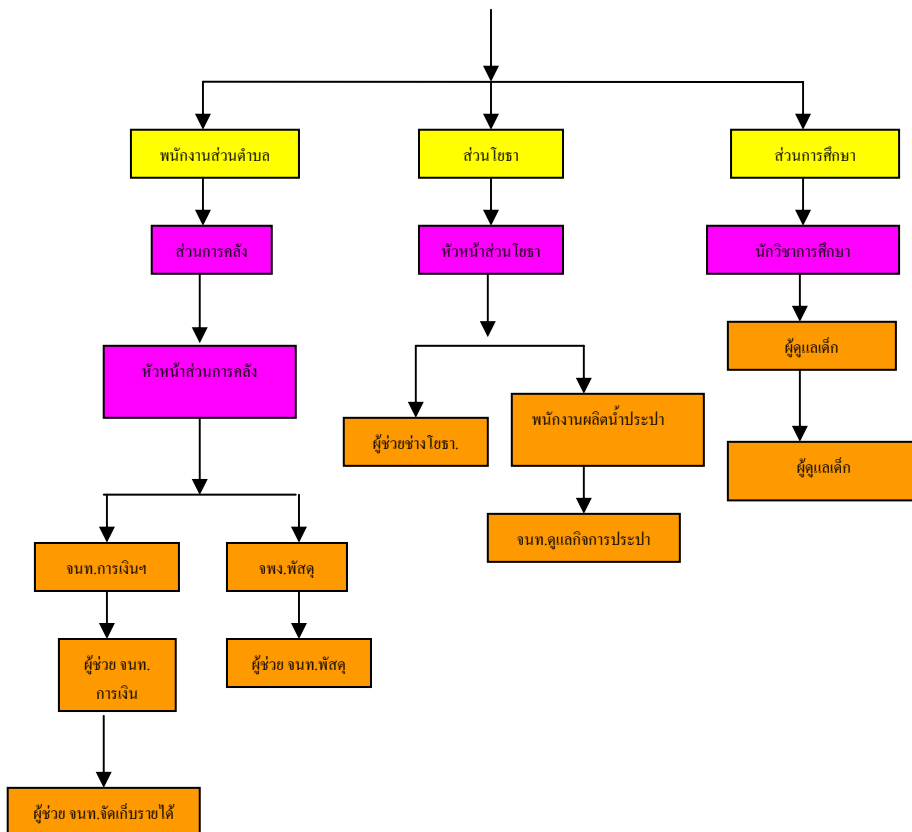 พนักงานส่วนตำบล
ส่วนโยธา
ส่วนการศึกษา
ส่วนการคลัง
หัวหน้าส่วนโยธา
นักวิชาการศึกษา
ผู้ดูแลเด็ก
หัวหน้าส่วนการคลัง
พนักงานผลิตน้ำประปา
ผู้ช่วยช่างโยธา.
ผู้ดูแลเด็ก
จนท.ดูแลกิจการประปา
จนท.การเงินฯ
จพง.พัสดุ
ผู้ช่วย จนท.
การเงิน
ผู้ช่วย จนท.พัสดุ
ผู้ช่วย จนท.จัดเก็บรายได้